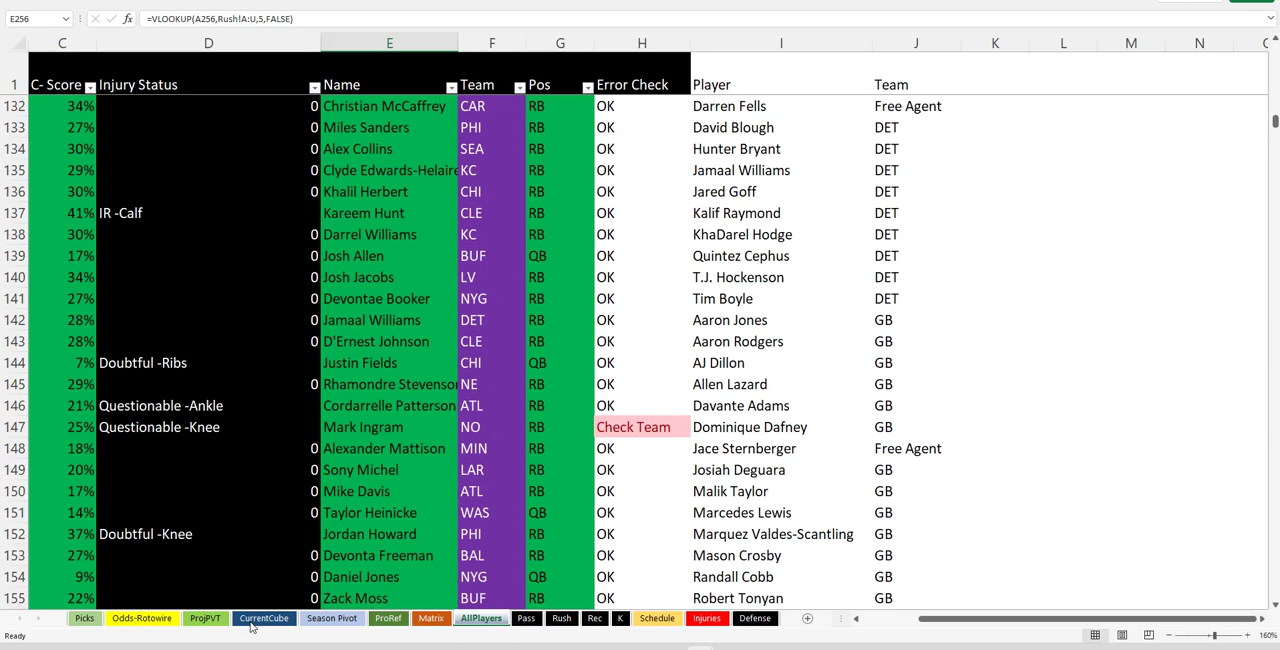 E256 fx =VLOOKUP(A256,Rush!A:U,5,FALSE)
C D E F G H I J K L M N
1 C- Score Injury Status Name Team Pos Error Check Player Team
132 34% 0 Christian McCaffrey CAR RB OK Darren Fells Free Agent
133 27% 0 Miles Sanders PHI RB OK David Blough DET
134 30% 0 Alex Collins SEA RB OK Hunter Bryant DET
135 29% 0 Clyde Edwards-Helaire KC RB OK Jamaal Williams DET
136 30% 0 Khalil Herbert CHI RB OK Jared Goff DET
137 41% IR -Calf Kareem Hunt CLE RB OK Kalif Raymond DET
138 30% 0 Darrel Williams KC RB OK KhaDarel Hodge DET
139 17% 0 Josh Allen BUF QB OK Quintez Cephus DET
140 34% 0 Josh Jacobs LV RB OK T.J. Hockenson DET
141 27% 0 Devontae Booker NYG RB OK Tim Boyle DET
142 28% 0 Jamaal Williams DET RB OK Aaron Jones GB
143 28% 0 D'Ernest Johnson CLE RB OK Aaron Rodgers GB
144 7% Doubtful -Ribs Justin Fields CHI QB OK AJ Dillon GB
145 29% 0 Rhamondre Stevenson NE RB OK Allen Lazard GB
146 21% Questionable -Ankle Cordarrelle Patterson ATL RB OK Davante Adams GB
147 25% Questionable -Knee Mark Ingram NO RB Check Team Dominique Dafney GB
148 18% 0 Alexander Mattison MIN RB OK Jace Sternberger Free Agent
149 20% 0 Sony Michel LAR RB OK Josiah Deguara GB
150 17% 0 Mike Davis ATL RB OK Malik Taylor GB
151 14% 0 Taylor Heinicke WAS QB OK Marcedes Lewis GB
152 37% Doubtful -Knee Jordan Howard PHI RB OK Marquez Valdes-Scantling GB
153 27% 0 Devonta Freeman BAL RB OK Mason Crosby GB
154 9% 0 Daniel Jones NYG QB OK Randall Cobb GB
155 22% 0 Zack Moss BUF RB OK Robert Tonyan GB
Picks Odds-Rotowire ProjPVT CurrentCube Season Pivot ProRef Matrix AllPlayers Pass Rush Rec K Schedule Injuries Defense
Ready 160%